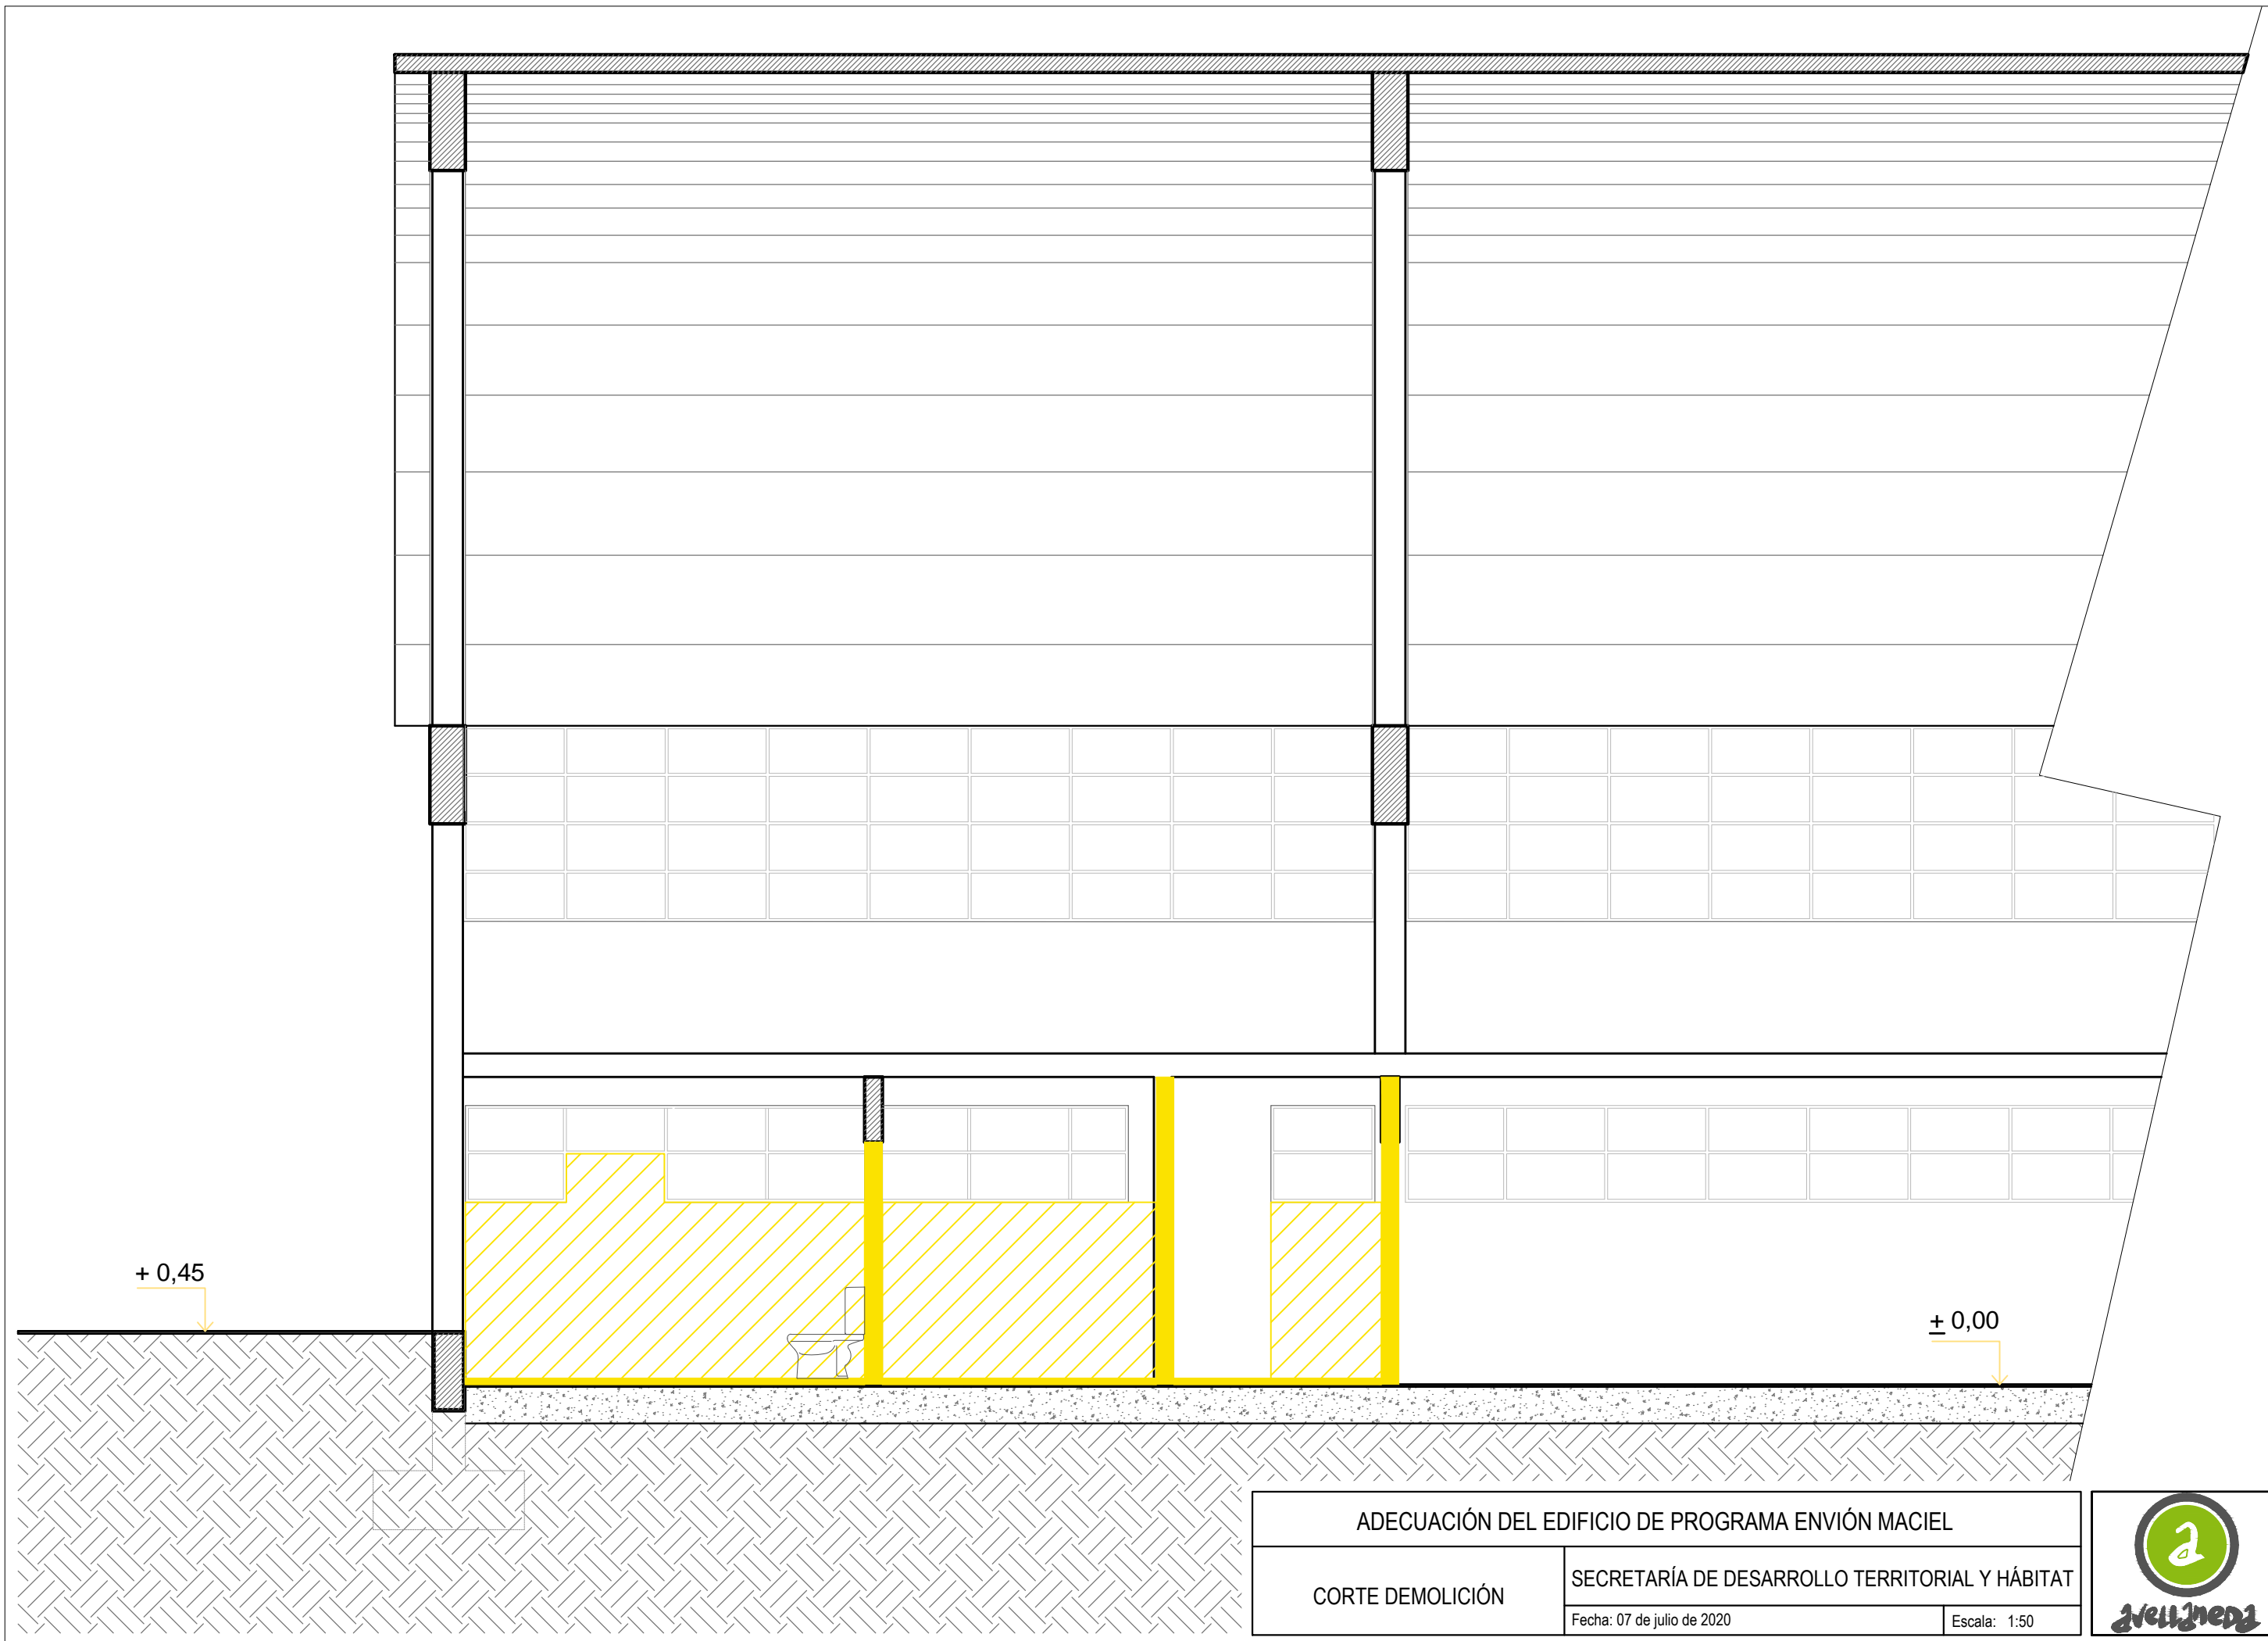 + 0,45
± 0,00
ADECUACIÓN DEL EDIFICIO DE PROGRAMA ENVIÓN MACIEL
CORTE DEMOLICIÓN
SECRETARÍA DE DESARROLLO TERRITORIAL Y HÁBITAT
Fecha: 07 de julio de 2020
Escala: 1:50
a
avellaneda